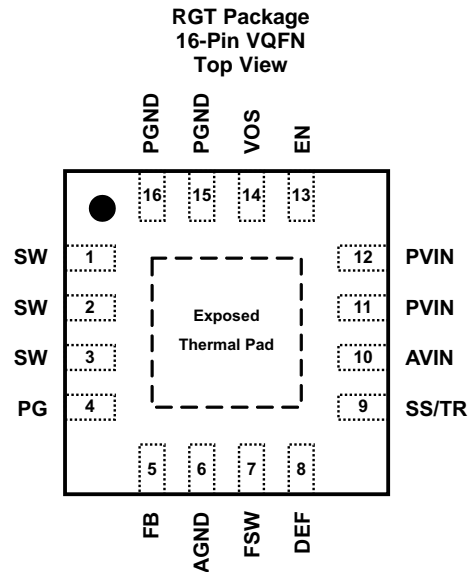 RGT Package
16-Pin VQFN
Top View
PGND
PGND
VOS
EN
16
15
14
13
SW
1
12
PVIN
SW
2
11
PVIN
Exposed
Thermal Pad
SW
3
10
AVIN
PG
4
9
SS/TR
5
6
7
8
FB
AGND
FSW
DEF